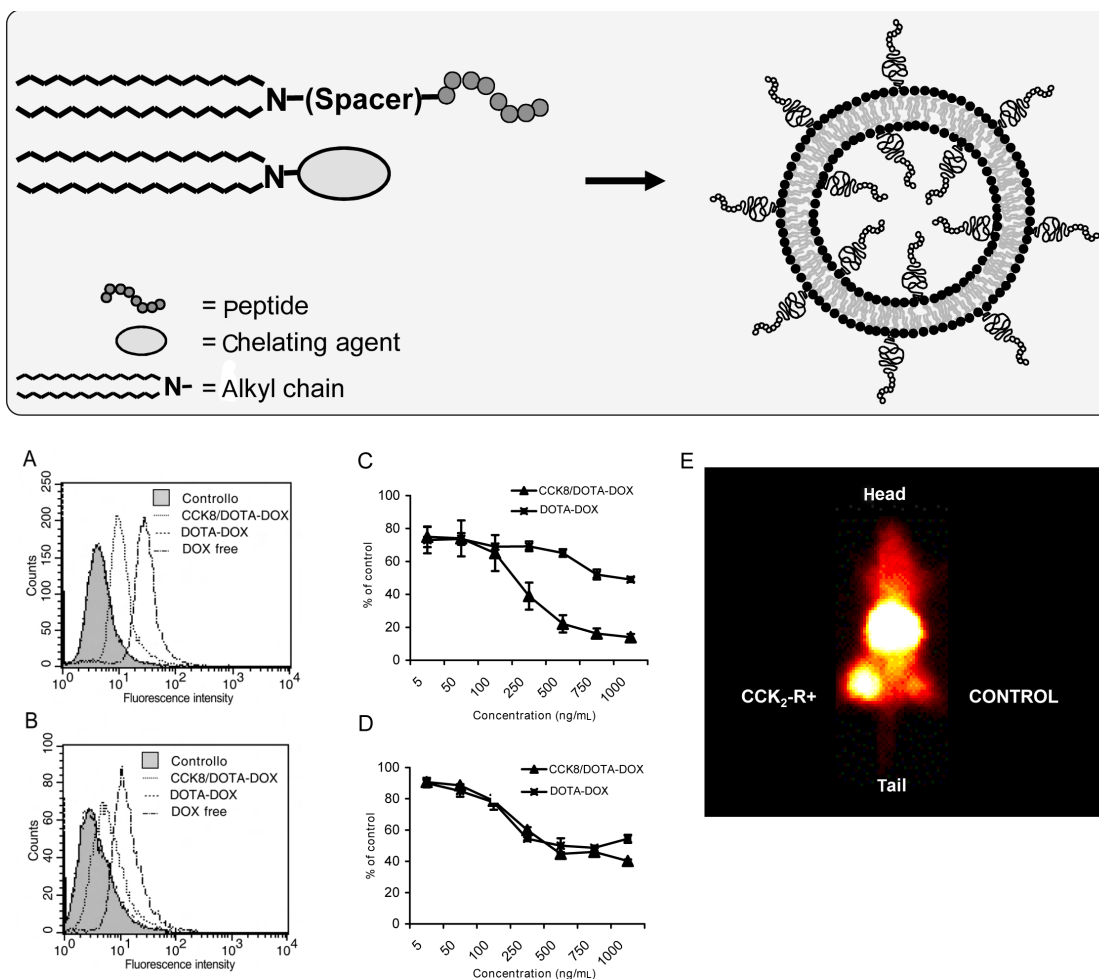 N–(Spacer)
N
= peptide
= Chelating agent
N- = Alkyl chain
A
250
200
150
100
50
0
Counts
Controllo
CCK8/DOTA-DOX
DOTA-DOX
DOX free
10⁰ 10¹ 10² 10³ 10⁴
Fluorescence intensity
B
100
80
60
40
20
0
Counts
Controllo
CCK8/DOTA-DOX
DOTA-DOX
DOX free
10⁰ 10¹ 10² 10³ 10⁴
Fluorescence intensity
C
100
80
60
40
20
0
% of control
CCK8/DOTA-DOX
DOTA-DOX
5 50 100 250 500 100 1000
Concentration (ng/mL)
D
100
80
60
40
20
0
% of control
CCK8/DOTA-DOX
DOTA-DOX
5 50 100 250 500 100 1000
Concentration (ng/mL)
E
Head
CCK₂-R+
CONTROL
Tail